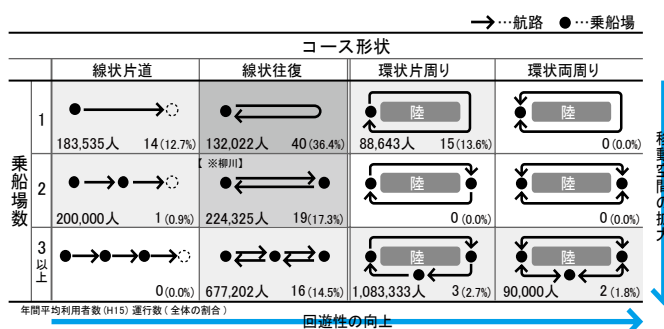 →…航路 ●…乗船場
コース形状
線状片道 線状往復 環状片周り 環状両周り
乗船場数
1
陸 陸
183,535人 14(12.7%) 132,022人 40(36.4%) 88,643人 15(13.6%) 0(0.0%)
【 ※柳川】
2
陸 陸
200,000人 1(0.9%) 224,325人 19(17.3%) 0(0.0%) 0(0.0%)
3以上
陸 陸
0(0.0%) 677,202人 16(14.5%) 1,083,333人 3(2.7%) 90,000人 2(1.8%)
移動空間の拡大
年間平均利用者数(H15) 運行数(全体の割合)
回遊性の向上